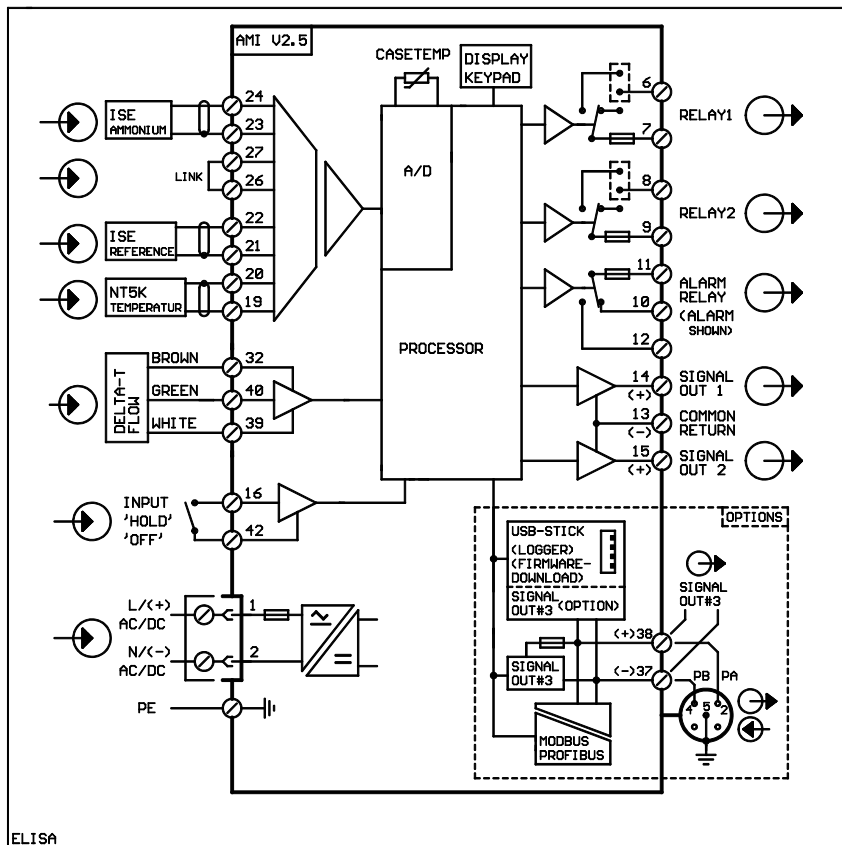 AMI V2.5
CASETEMP
DISPLAY
KEYPAD
A/D
PROCESSOR
ISE
AMMONIUM
24
23
LINK
27
26
ISE
REFERENCE
22
21
NT5K
TEMPERATUR
20
19
DELTA-T
FLOW
BROWN
32
GREEN
40
WHITE
39
INPUT
'HOLD'
'OFF'
16
42
L/(+)
AC/DC
1
N/(-)
AC/DC
2
PE
6
7
RELAY1
8
9
RELAY2
11
10
12
ALARM
RELAY
(ALARM
SHOWN)
14
(+)
SIGNAL
OUT 1
13
(-)
COMMON
RETURN
15
(+)
SIGNAL
OUT 2
OPTIONS
USB-STICK
(LOGGER)
(FIRMWARE-
DOWNLOAD)
SIGNAL
OUT#3 (OPTION)
SIGNAL
OUT#3
(+)38
SIGNAL
OUT#3
(-)37
PB PA
4 5 2
MODBUS
PROFIBUS
ELISA